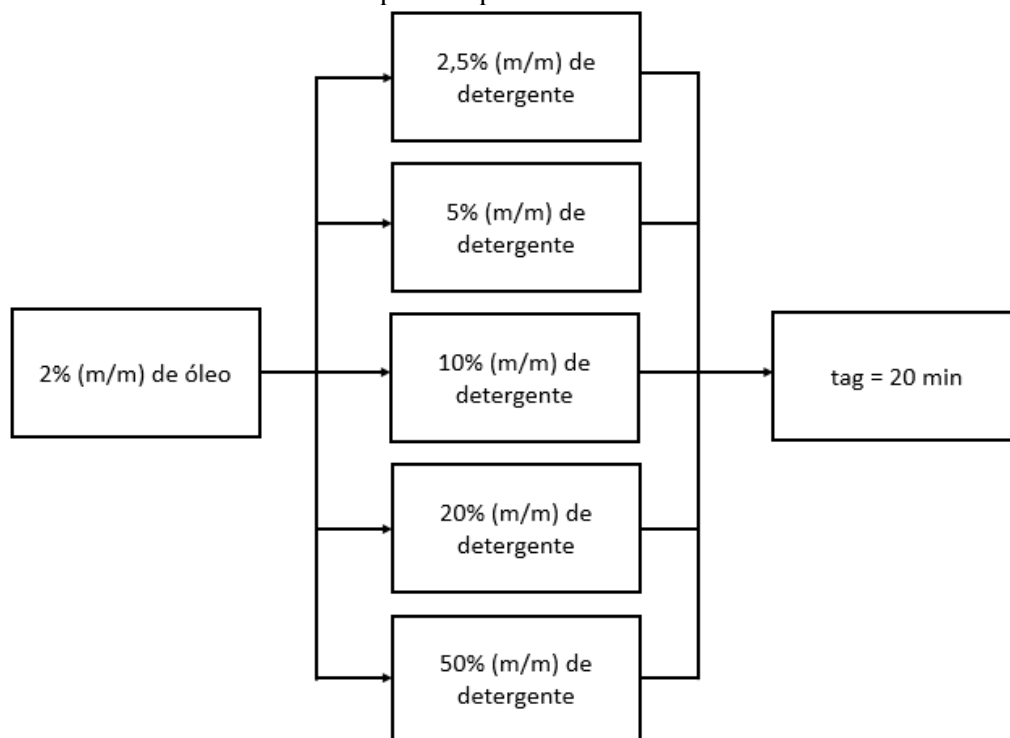 2% (m/m) de óleo
2,5% (m/m) de
detergente
5% (m/m) de
detergente
10% (m/m) de
detergente
20% (m/m) de
detergente
50% (m/m) de
detergente
tag = 20 min